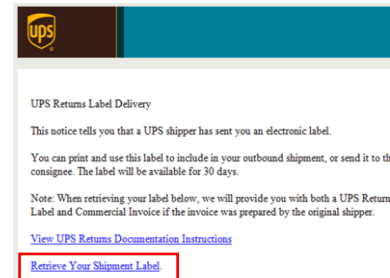 ups
UPS Returns Label Delivery
This notice tells you that a UPS shipper has sent you an electronic label.
You can print and use this label to include in your outbound shipment, or send it to th
consignee. The label will be available for 30 days.
Note: When retrieving your label below, we will provide you with both a UPS Return
Label and Commercial Invoice if the invoice was prepared by the original shipper.
View UPS Returns Documentation Instructions
Retrieve Your Shipment Label.